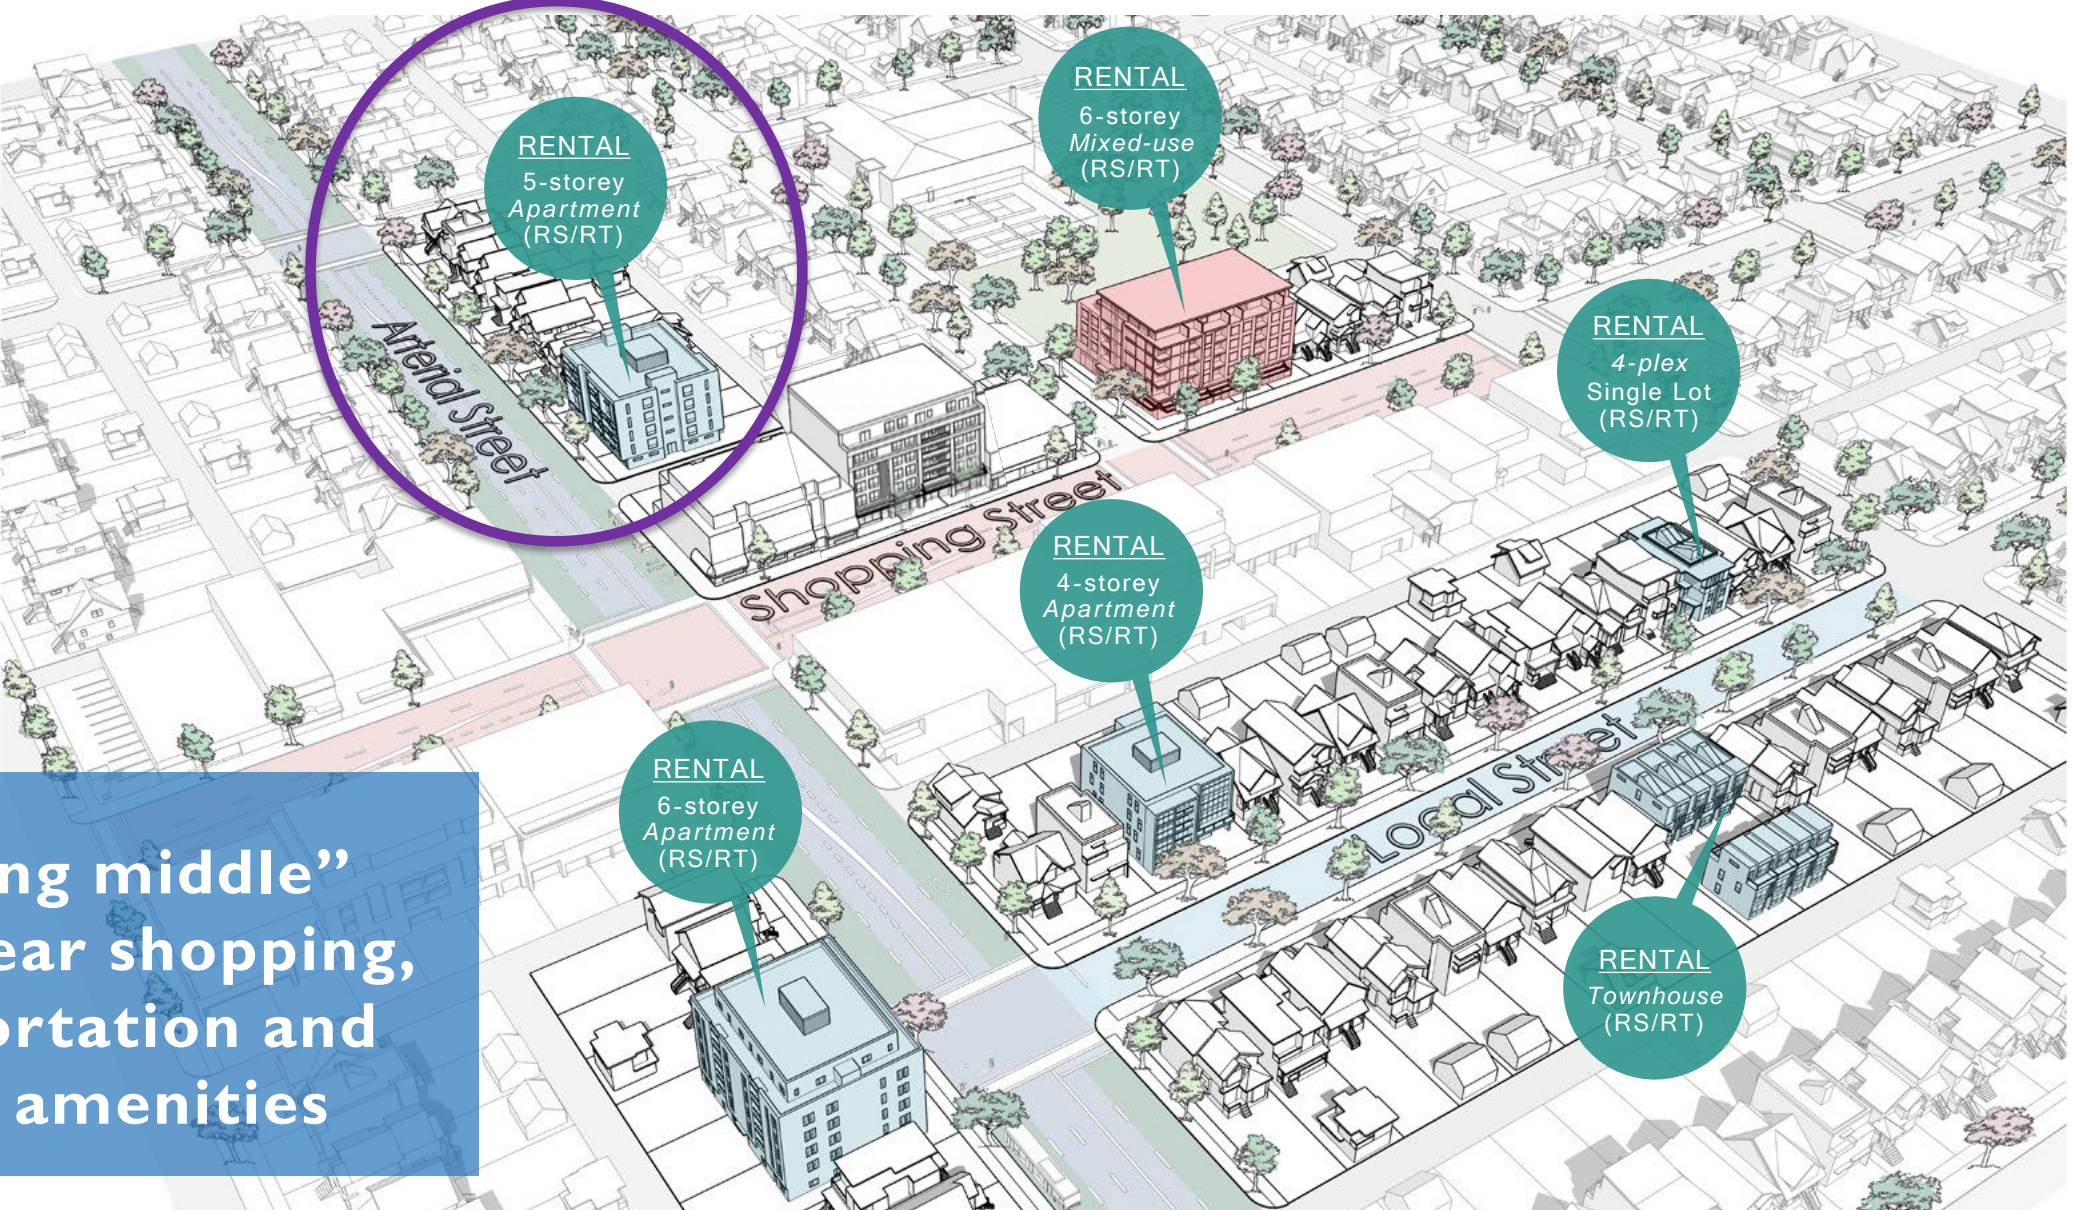 RENTAL
5-storey
Apartment
(RS/RT)
RENTAL
6-storey
Mixed-use
(RS/RT)
RENTAL
4-plex
Single Lot
(RS/RT)
Arterial Street
Shopping Street
RENTAL
4-storey
Apartment
(RS/RT)
Local Street
RENTAL
6-storey
Apartment
(RS/RT)
RENTAL
Townhouse
(RS/RT)
ng middle”
ear shopping,
ortation and
amenities